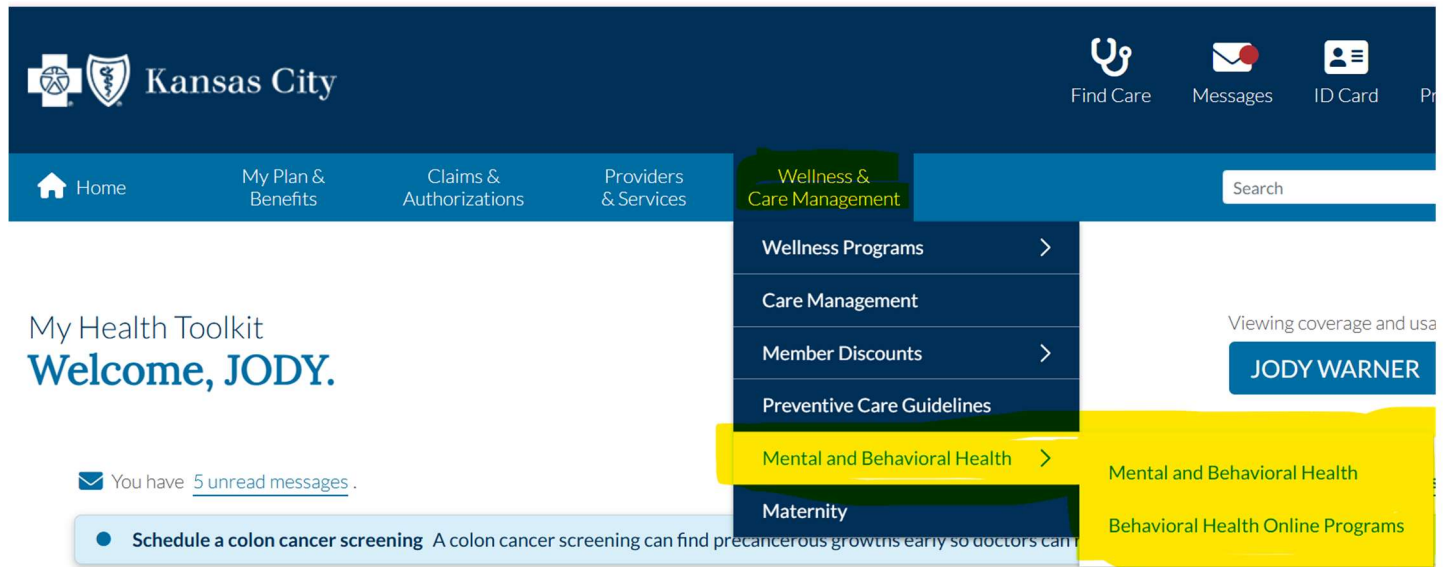 Kansas City
Find Care
Messages
ID Card
Home
My Plan &
Benefits
Claims &
Authorizations
Providers
& Services
Wellness &
Care Management
Search
Wellness Programs
Care Management
Member Discounts
Preventive Care Guidelines
Mental and Behavioral Health
Maternity
Mental and Behavioral Health
Behavioral Health Online Programs
My Health Toolkit
Welcome, JODY.
Viewing coverage and usa
JODY WARNER
You have 5 unread messages .
Schedule a colon cancer screening A colon cancer screening can find precancerous growths early so doctors can